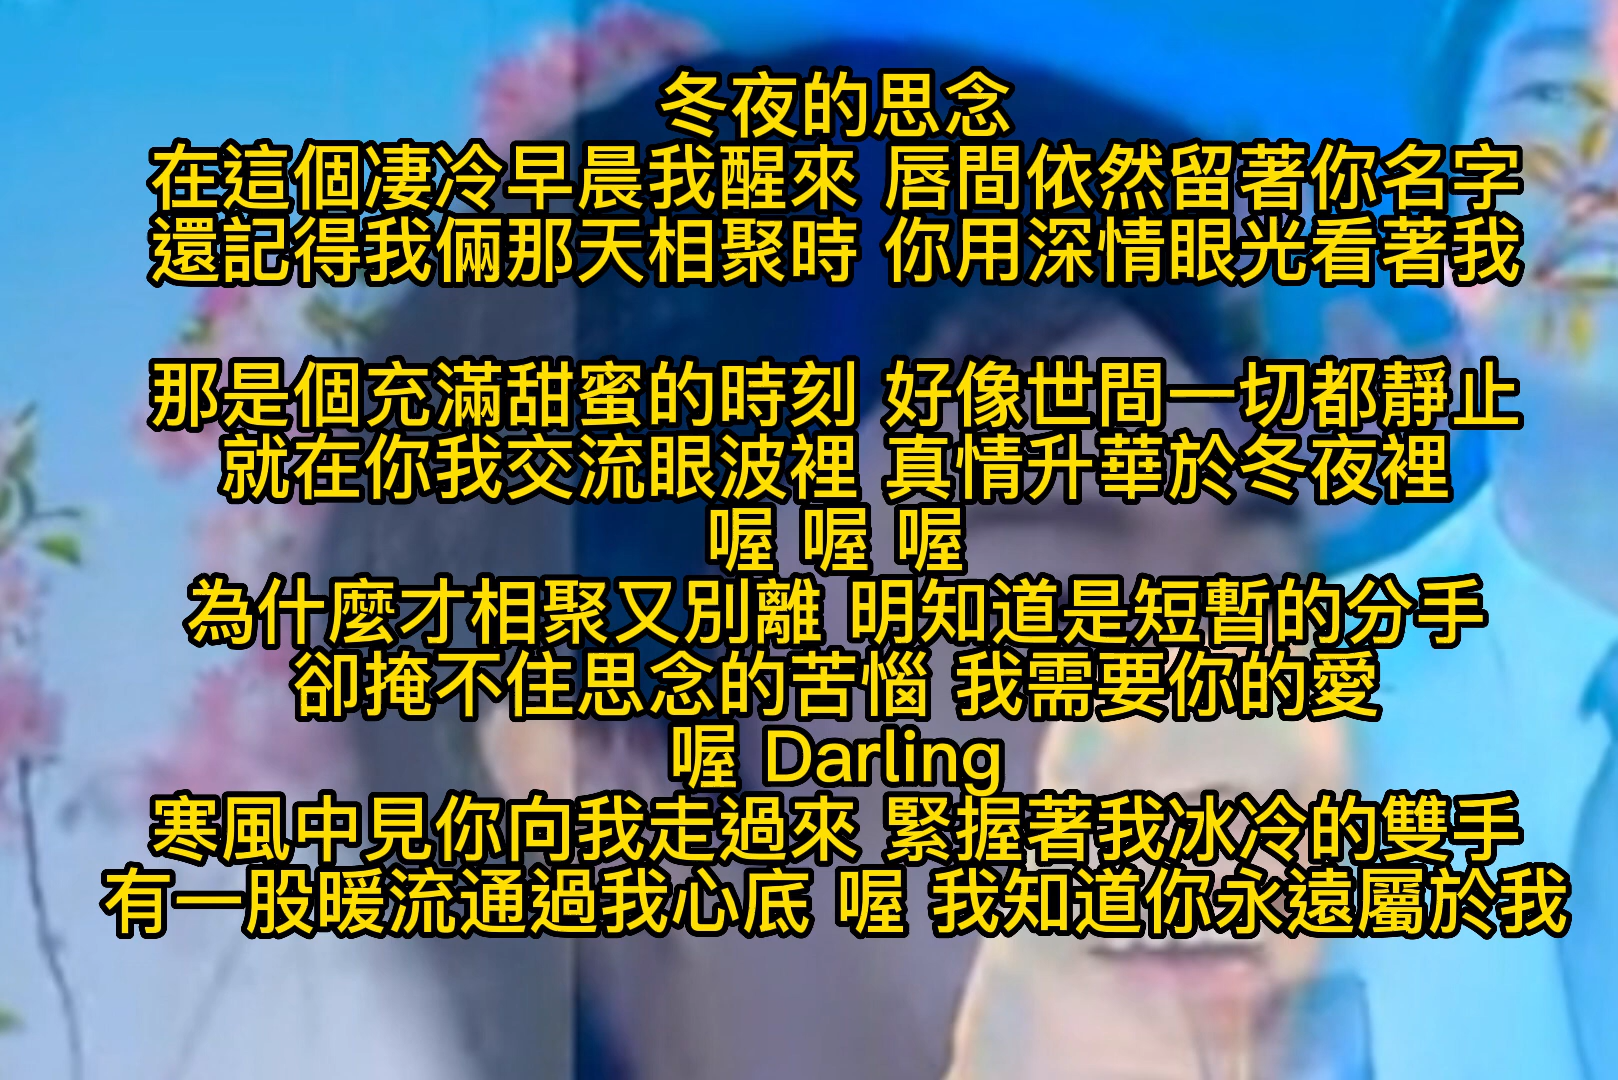 冬夜的思念
在這個凄冷早晨我醒來 唇間依然留著你名字
還記得我倆那天相聚時 你用深情眼光看著我
那是個充滿甜蜜的時刻 好像世間一切都靜止
就在你我交流眼波裡 真情升華於冬夜裡
喔 喔 喔
為什麼才相聚又別離 明知道是短暫的分手
卻掩不住思念的苦惱 我需要你的愛
喔 Darling
寒風中見你向我走過來 緊握著我冰冷的雙手
有一股暖流通過我心底 喔 我知道你永遠屬於我